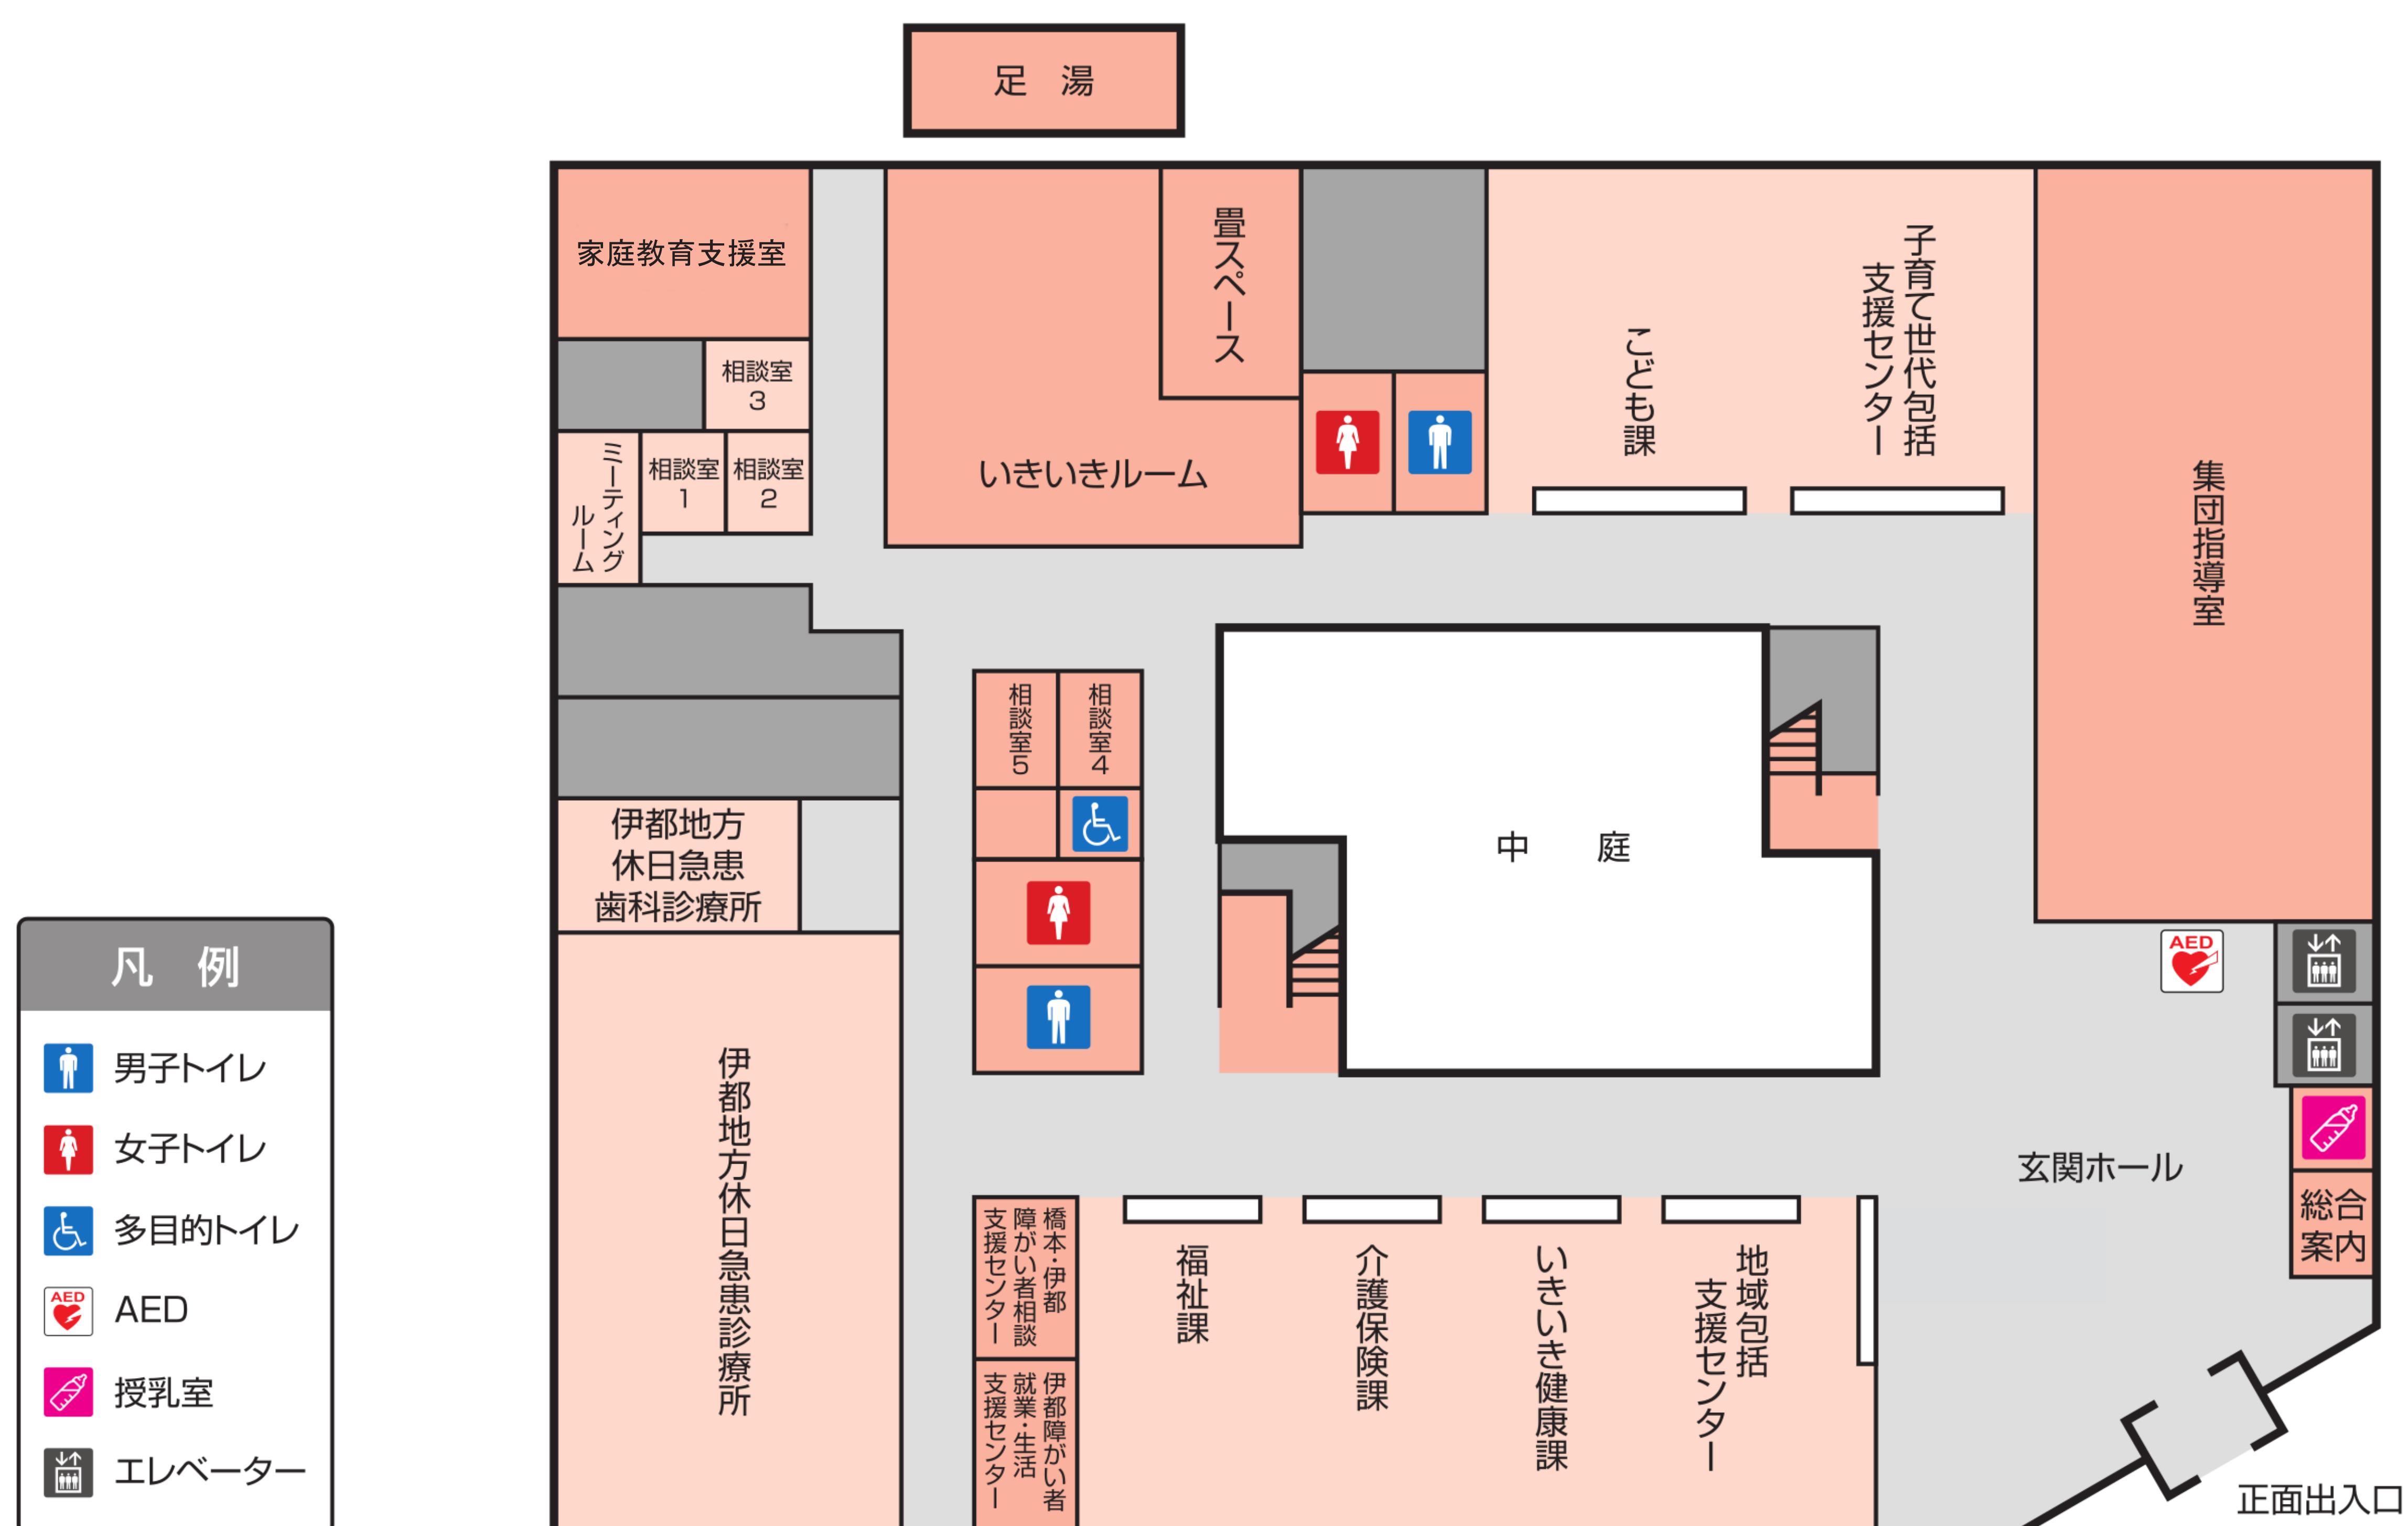 足 湯
家庭教育支援室
相談室
3
ミーティング
ルーム
相談室
1
相談室
2
いきいきルーム
畳スペース
こども課
子育て世代包括
支援センター
集団指導室
相談室5
相談室4
中 庭
伊都地方
休日急患
歯科診療所
伊都地方休日急患診療所
AED
玄関ホール
総合
案内
橋本・伊都
障がい者相談
支援センター
伊都障がい者
就業・生活
支援センター
福祉課
介護保険課
いきいき健康課
地域包括
支援センター
正面出入口
凡 例
男子トイレ
女子トイレ
多目的トイレ
AED
AED
授乳室
エレベーター